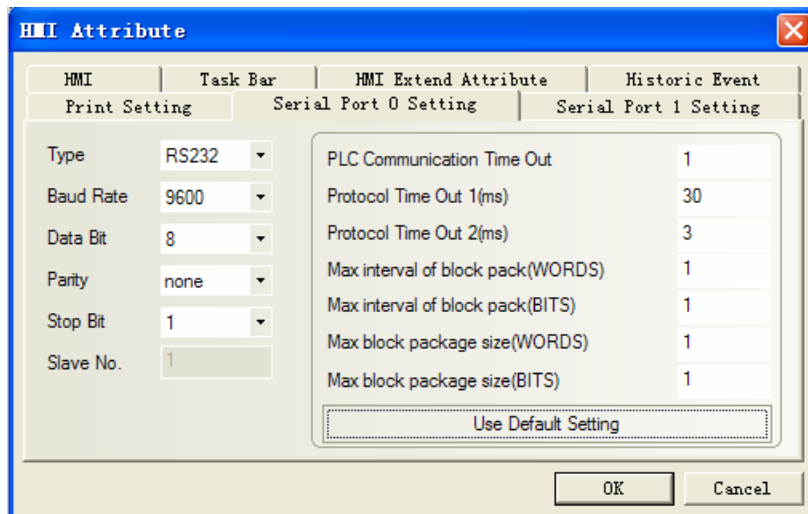 HMI Attribute
HMI Task Bar HMI Extend Attribute Historic Event
Print Setting Serial Port 0 Setting Serial Port 1 Setting
Type RS232
Baud Rate 9600
Data Bit 8
Parity none
Stop Bit 1
Slave No. 1
PLC Communication Time Out 1
Protocol Time Out 1(ms) 30
Protocol Time Out 2(ms) 3
Max interval of block pack(WORDS) 1
Max interval of block pack(BITS) 1
Max block package size(WORDS) 1
Max block package size(BITS) 1
Use Default Setting
OK Cancel